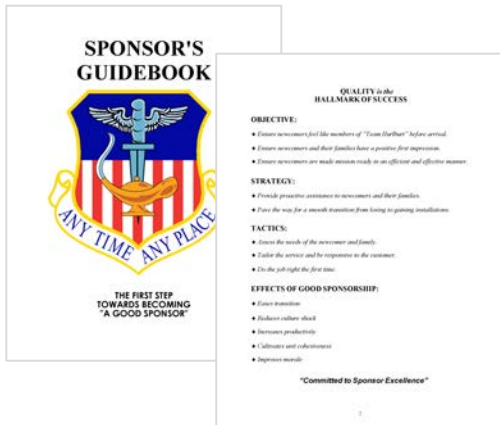 SPONSOR'S
GUIDEBOOK
ANY TIME ANY PLACE
THE FIRST STEP
TOWARDS BECOMING
"A GOOD SPONSOR"
QUALITY is the
HALLMARK OF SUCCESS
OBJECTIVE:
♦ Ensure newcomers feel like members of "Team Hurlburt" before arrival.
♦ Ensure newcomers and their families have a positive first impression.
♦ Ensure newcomers are made mission ready in an efficient and effective manner.
STRATEGY:
♦ Provide proactive assistance to newcomers and their families.
♦ Pave the way for a smooth transition from losing to gaining installations.
TACTICS:
♦ Assess the needs of the newcomer and family.
♦ Tailor the service and be responsive to the customer.
♦ Do the job right the first time.
EFFECTS OF GOOD SPONSORSHIP:
♦ Eases transition
♦ Reduces culture shock
♦ Increases productivity
♦ Cultivates unit cohesiveness
♦ Improves morale
"Committed to Sponsor Excellence"
2